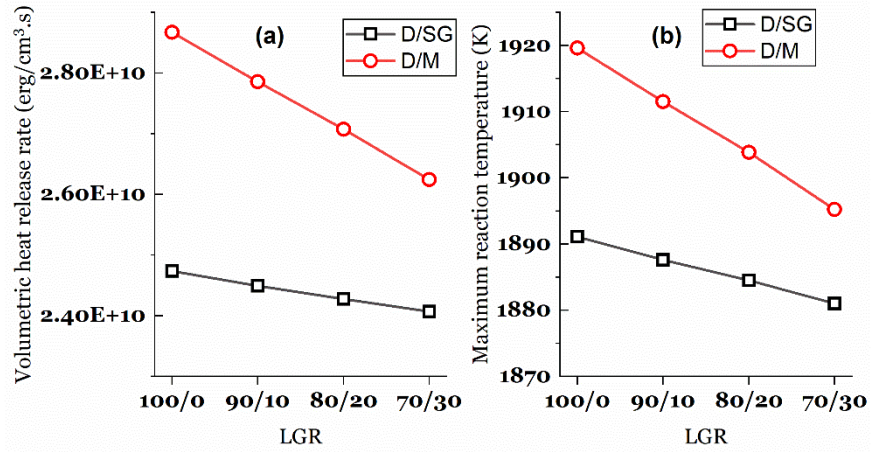 Volumetric heat release rate (erg/cm³.s)
2.80E+10
2.60E+10
2.40E+10
(a)
D/SG
D/M
100/0 90/10 80/20 70/30
LGR
Maximum reaction temperature (K)
1920
1910
1900
1890
1880
1870
(b)
D/SG
D/M
100/0 90/10 80/20 70/30
LGR